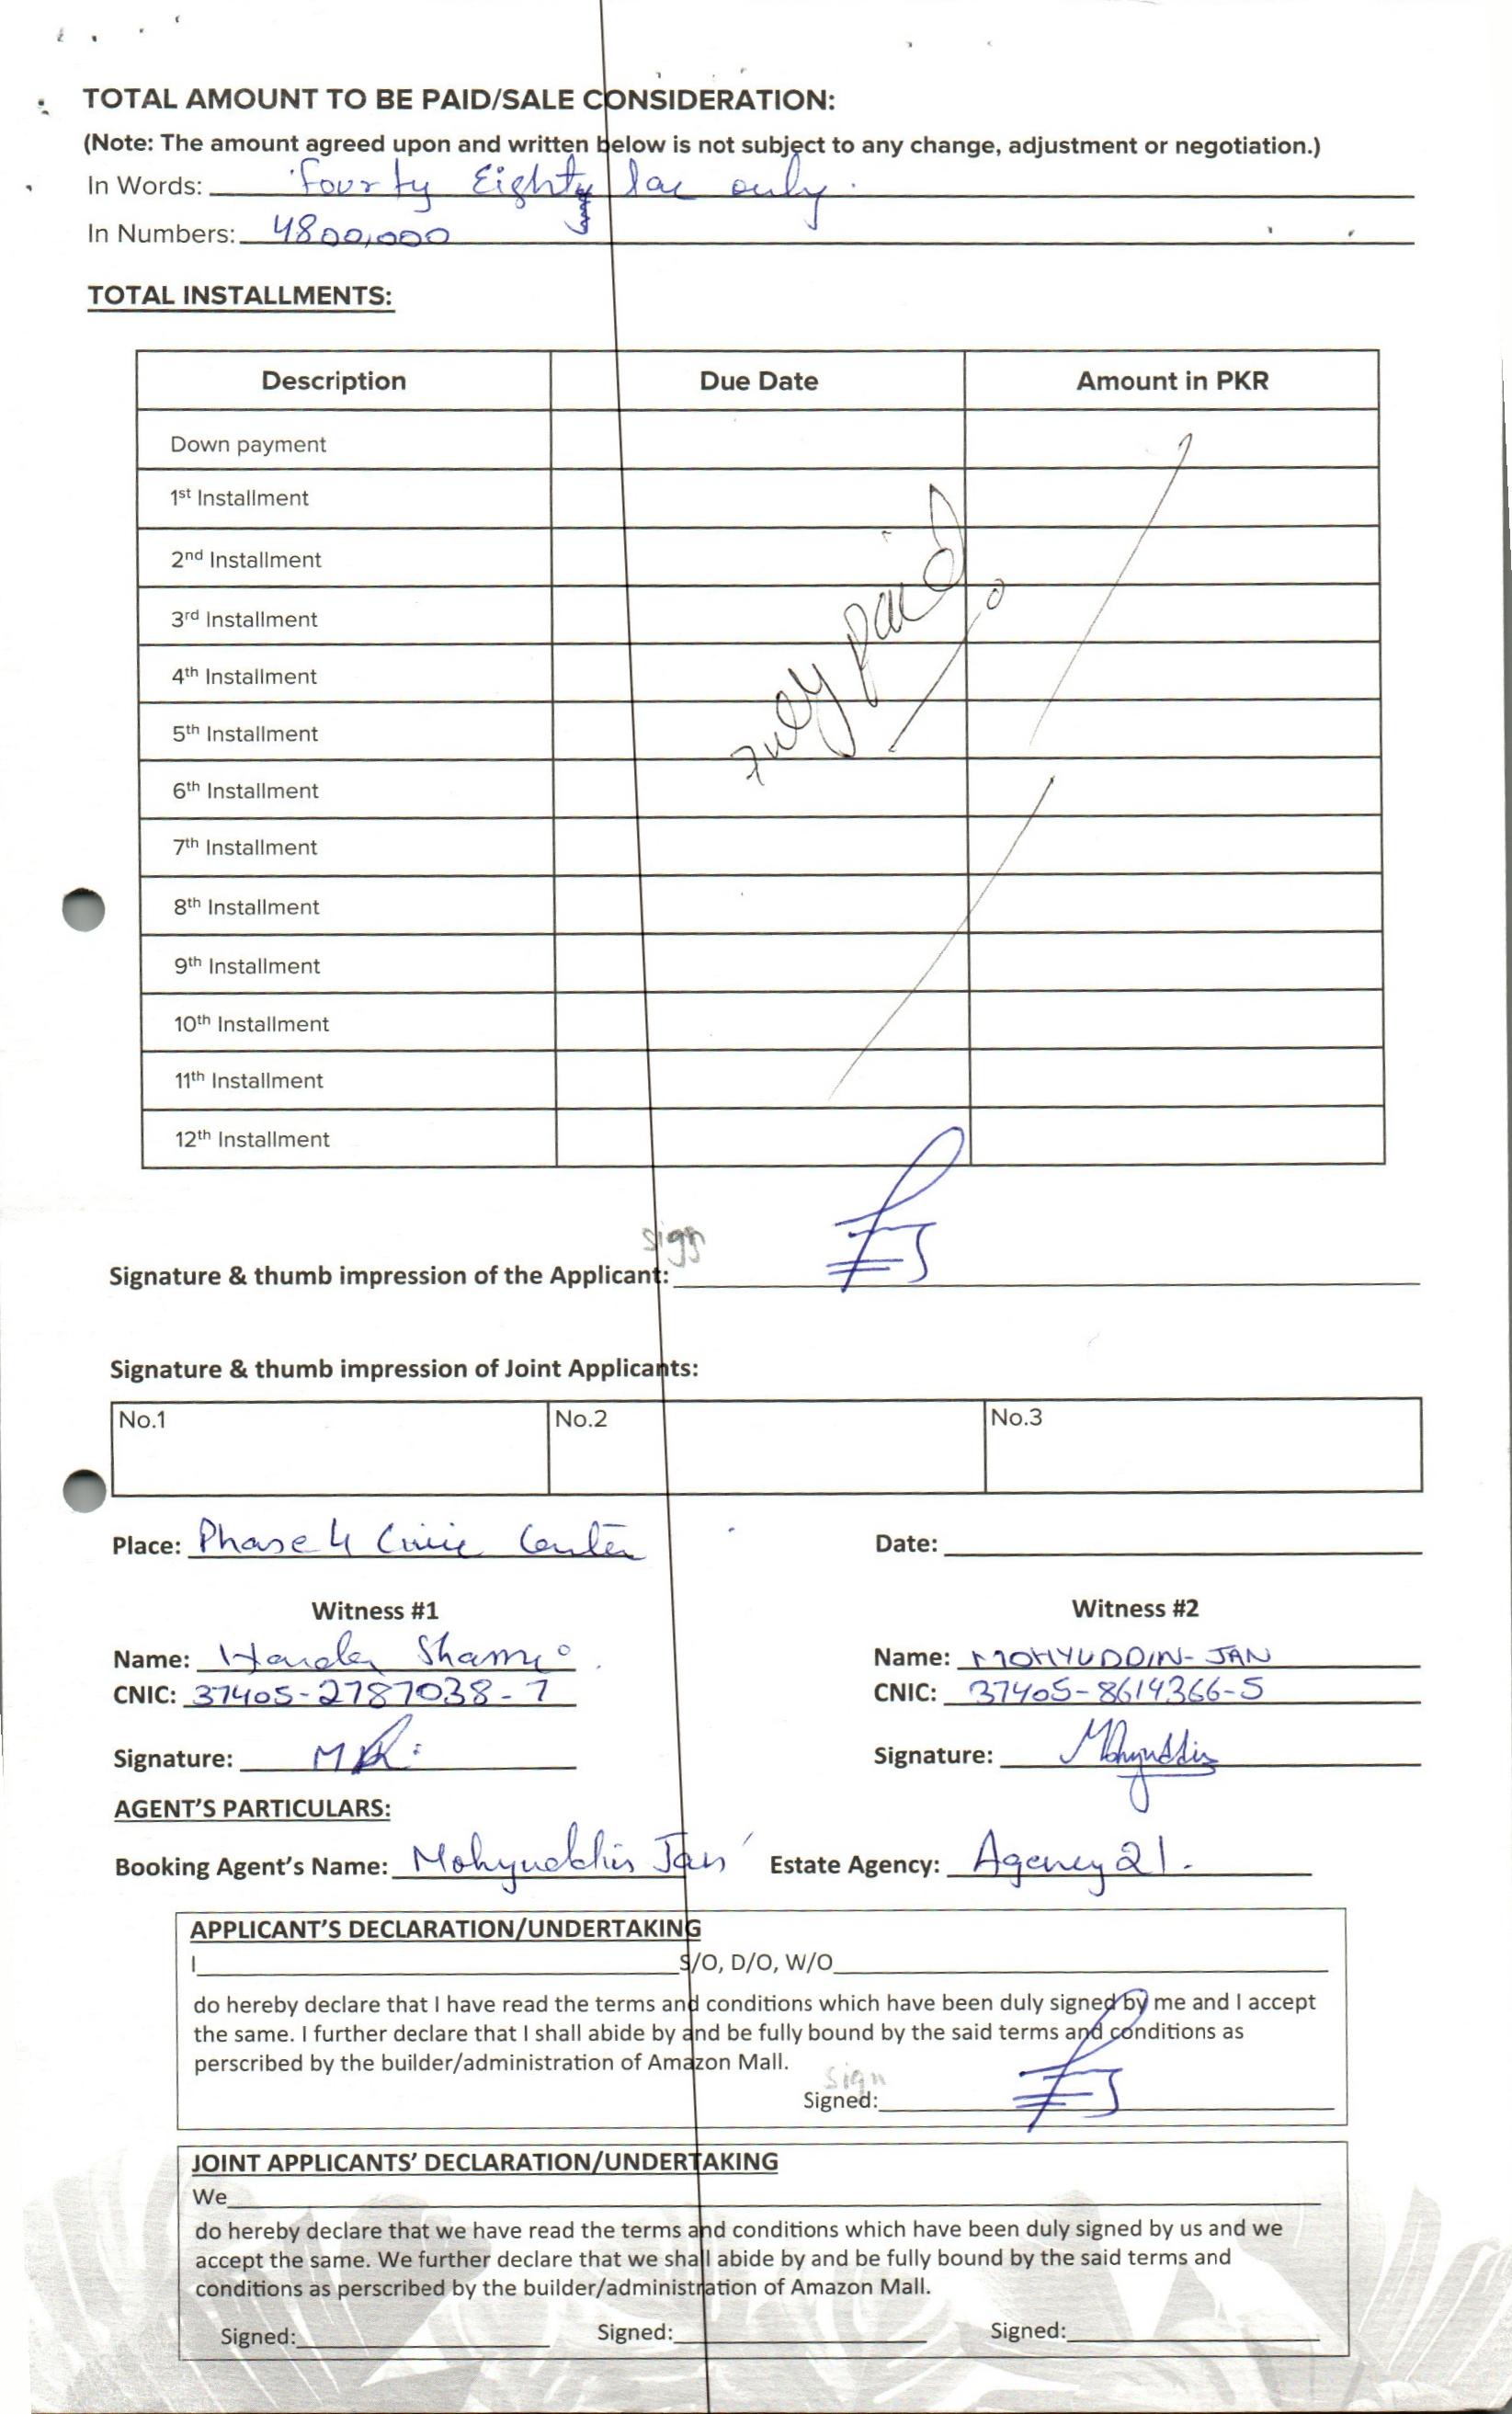 TOTAL AMOUNT TO BE PAID/SALE CONSIDERATION:
(Note: The amount agreed upon and written below is not subject to any change, adjustment or negotiation.)
In Words: Fourty Eighty lac only.
In Numbers: 4800,000
TOTAL INSTALLMENTS:
Description Due Date Amount in PKR
Down payment
1st Installment
2nd Installment
3rd Installment
4th Installment
5th Installment
6th Installment
7th Installment
8th Installment
9th Installment
10th Installment
11th Installment
12th Installment
paid
sign
Signature & thumb impression of the Applicant:
Signature & thumb impression of Joint Applicants:
No.1 No.2 No.3
Place: Phase 4 Civic Center Date:
Witness #1 Witness #2
Name: Name: MOHYUDDIN-JAN
CNIC: 37405-2787038-7 CNIC: 37405-8614366-5
Signature: Signature: Mohyuddin
AGENT'S PARTICULARS:
Booking Agent's Name: Mohyuddin Jan Estate Agency: Agency 21.
APPLICANT'S DECLARATION/UNDERTAKING
I S/O, D/O, W/O
do hereby declare that I have read the terms and conditions which have been duly signed by me and I accept
the same. I further declare that I shall abide by and be fully bound by the said terms and conditions as
perscribed by the builder/administration of Amazon Mall.
sign
Signed:
JOINT APPLICANTS' DECLARATION/UNDERTAKING
We
do hereby declare that we have read the terms and conditions which have been duly signed by us and we
accept the same. We further declare that we shall abide by and be fully bound by the said terms and
conditions as perscribed by the builder/administration of Amazon Mall.
Signed: Signed: Signed: